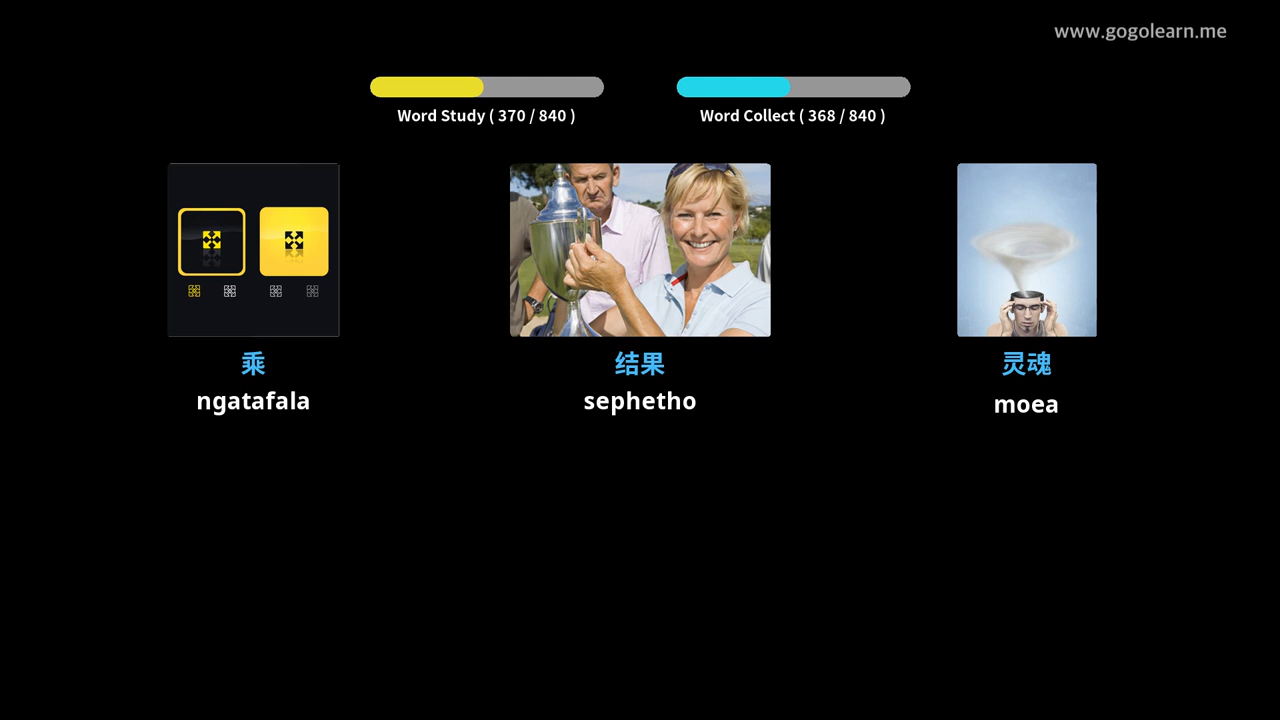 www.gogolearn.me
Word Study ( 370 / 840 )
Word Collect ( 368 / 840 )
乘
结果
灵魂
ngatafala
sephetho
moea